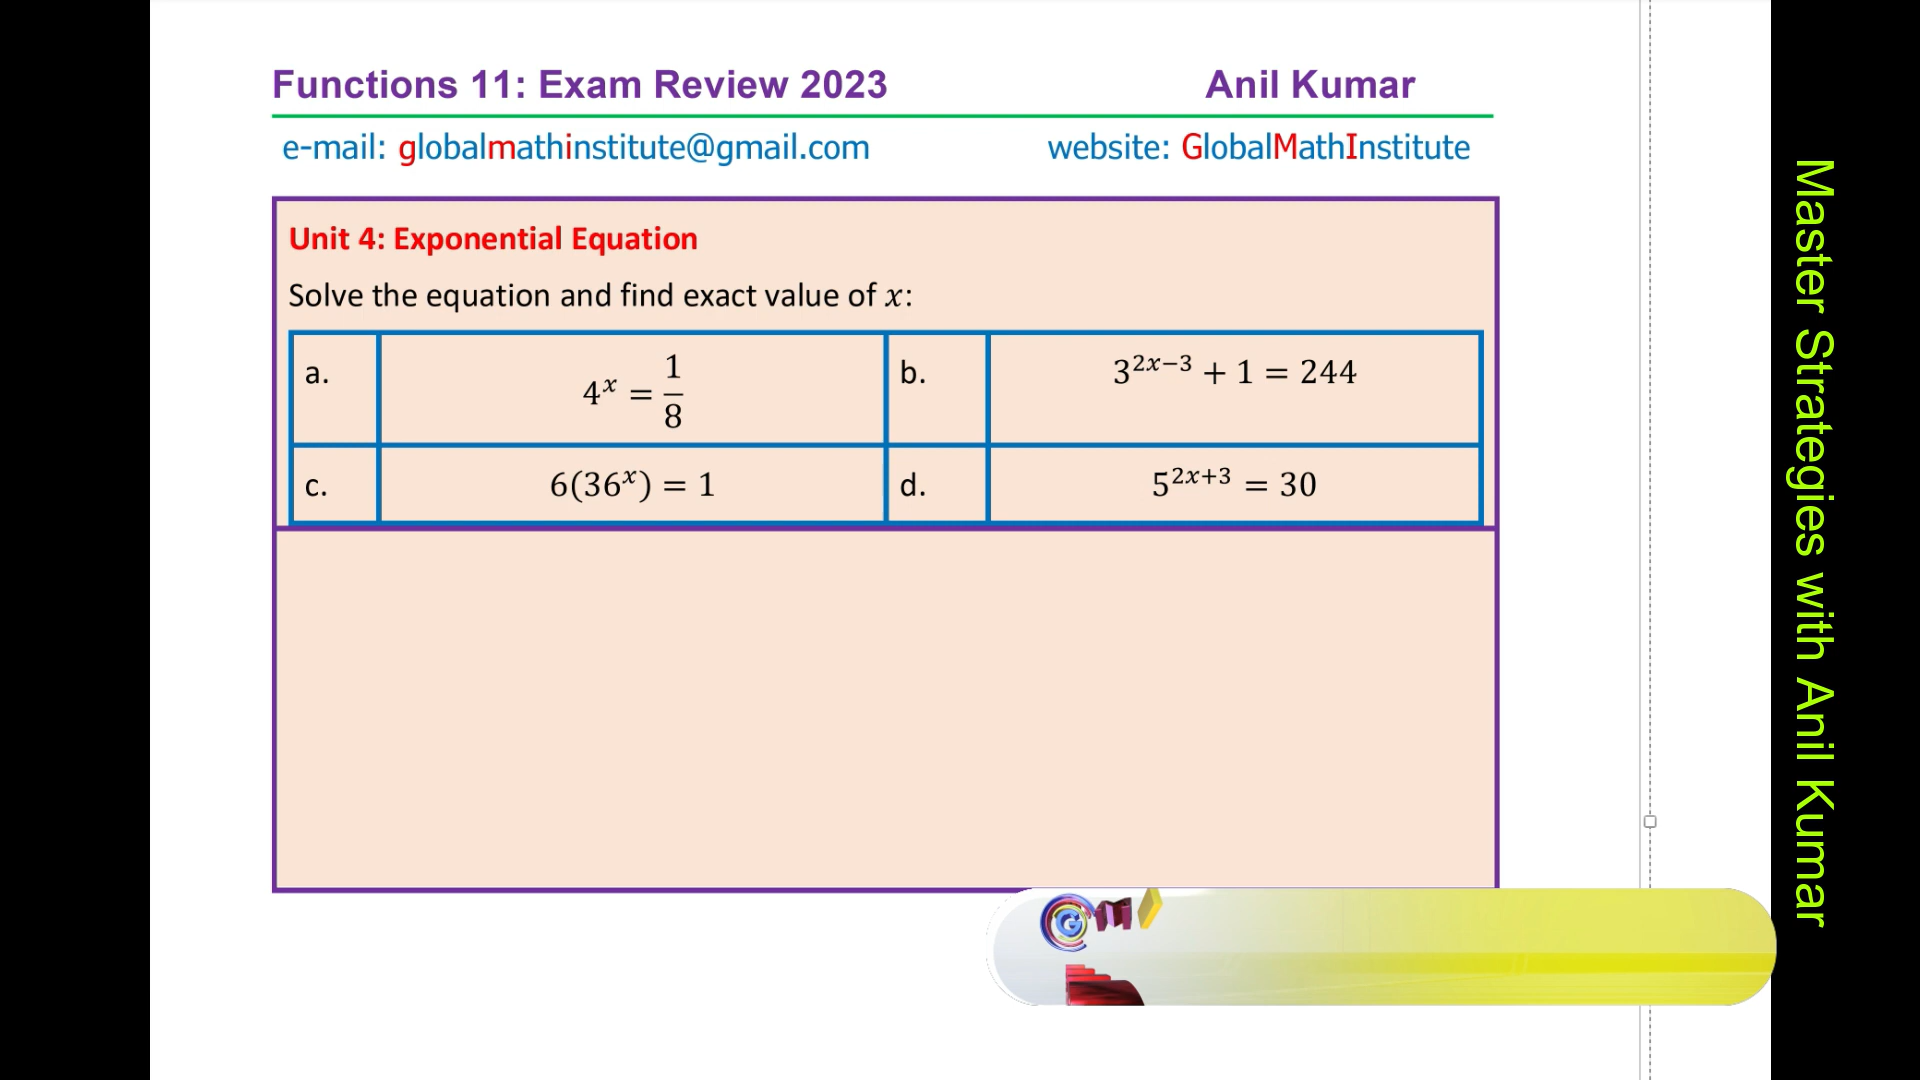 Functions 11: Exam Review 2023 Anil Kumar
e-mail: globalmathinstitute@gmail.com website: GlobalMathInstitute
Unit 4: Exponential Equation
Solve the equation and find exact value of x:
a. 4^x = 1/8 b. 3^(2x−3) + 1 = 244
c. 6(36^x) = 1 d. 5^(2x+3) = 30
Master Strategies with Anil Kumar
G m